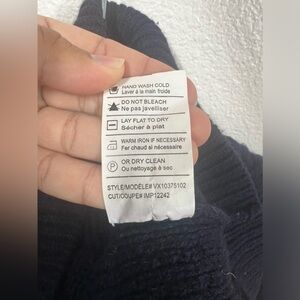 HAND WASH COLD
Laver à la main froide
DO NOT BLEACH
Ne pas javelliser
LAY FLAT TO DRY
Sécher à plat
WARM IRON IF NECESSARY
Fer chaud si nécessaire
P
OR DRY CLEAN
Ou nettoyage à sec
STYLE/MODÈLE# VX10375102
CUT/COUPE# IMP12242